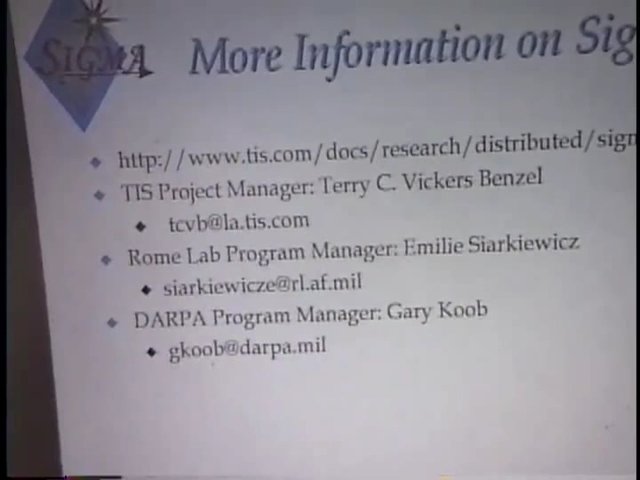 SIGMA
More Information on Sig
http://www.tis.com/docs/research/distributed/sigm
TIS Project Manager: Terry C. Vickers Benzel
tcvb@la.tis.com
Rome Lab Program Manager: Emilie Siarkiewicz
siarkiewicze@rl.af.mil
DARPA Program Manager: Gary Koob
gkoob@darpa.mil